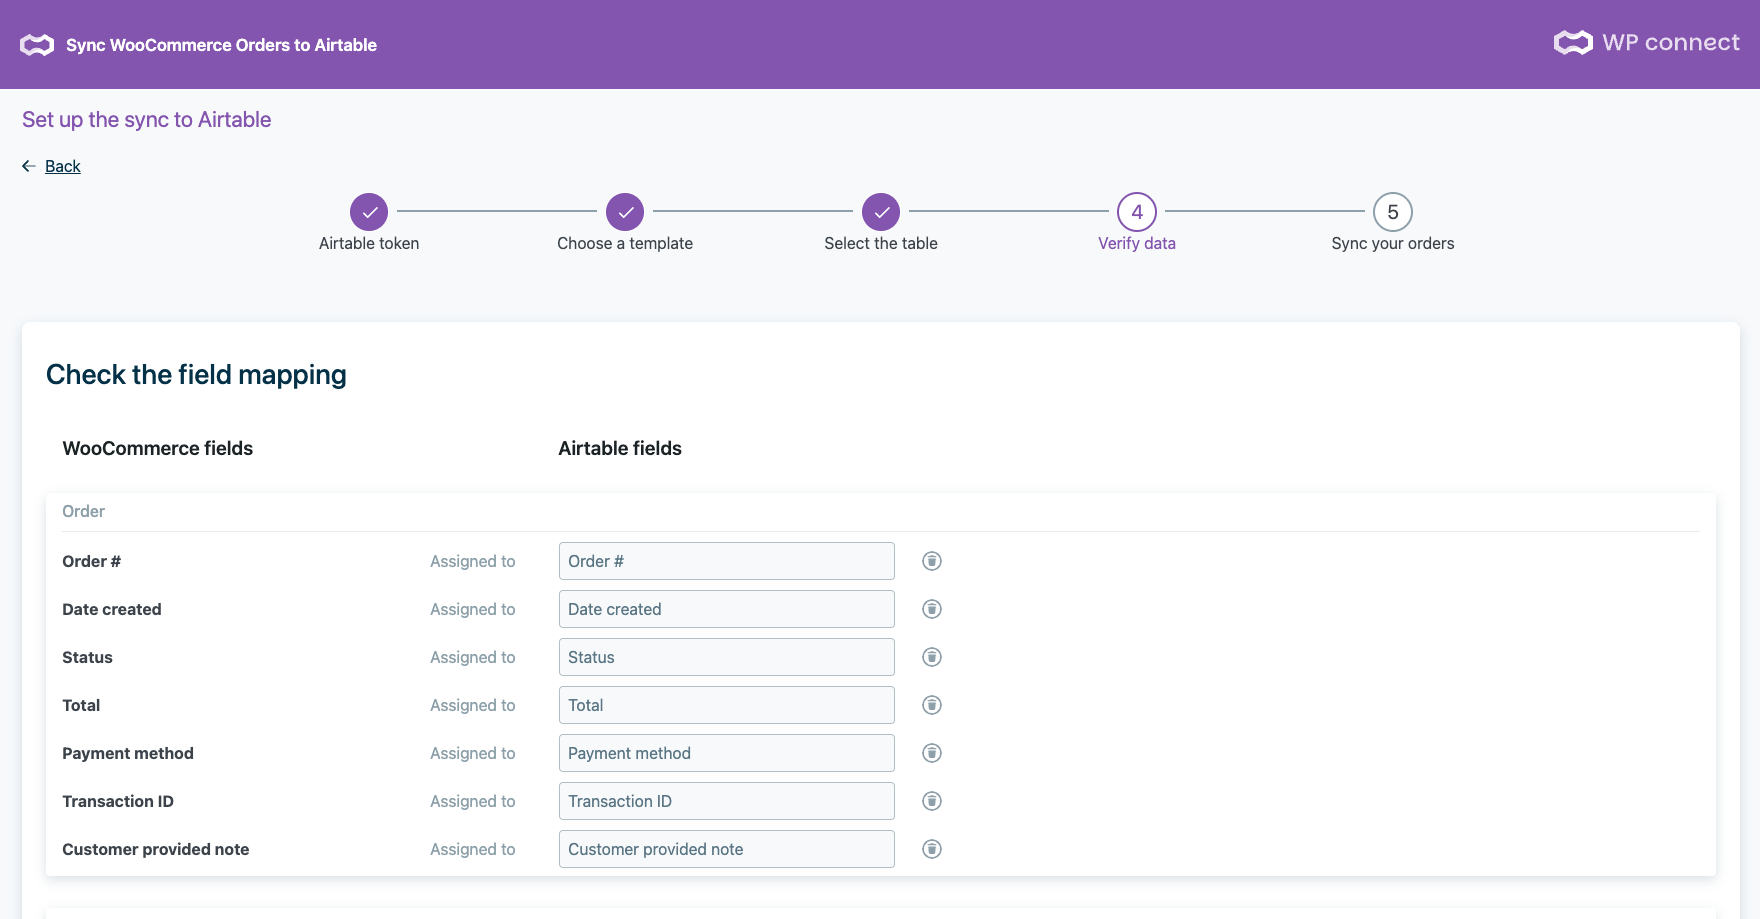 Sync WooCommerce Orders to Airtable
WP connect
Set up the sync to Airtable
Back
4
5
Airtable token
Choose a template
Select the table
Verify data
Sync your orders
Check the field mapping
WooCommerce fields
Airtable fields
Order
Order # Assigned to Order #
Date created Assigned to Date created
Status Assigned to Status
Total Assigned to Total
Payment method Assigned to Payment method
Transaction ID Assigned to Transaction ID
Customer provided note Assigned to Customer provided note